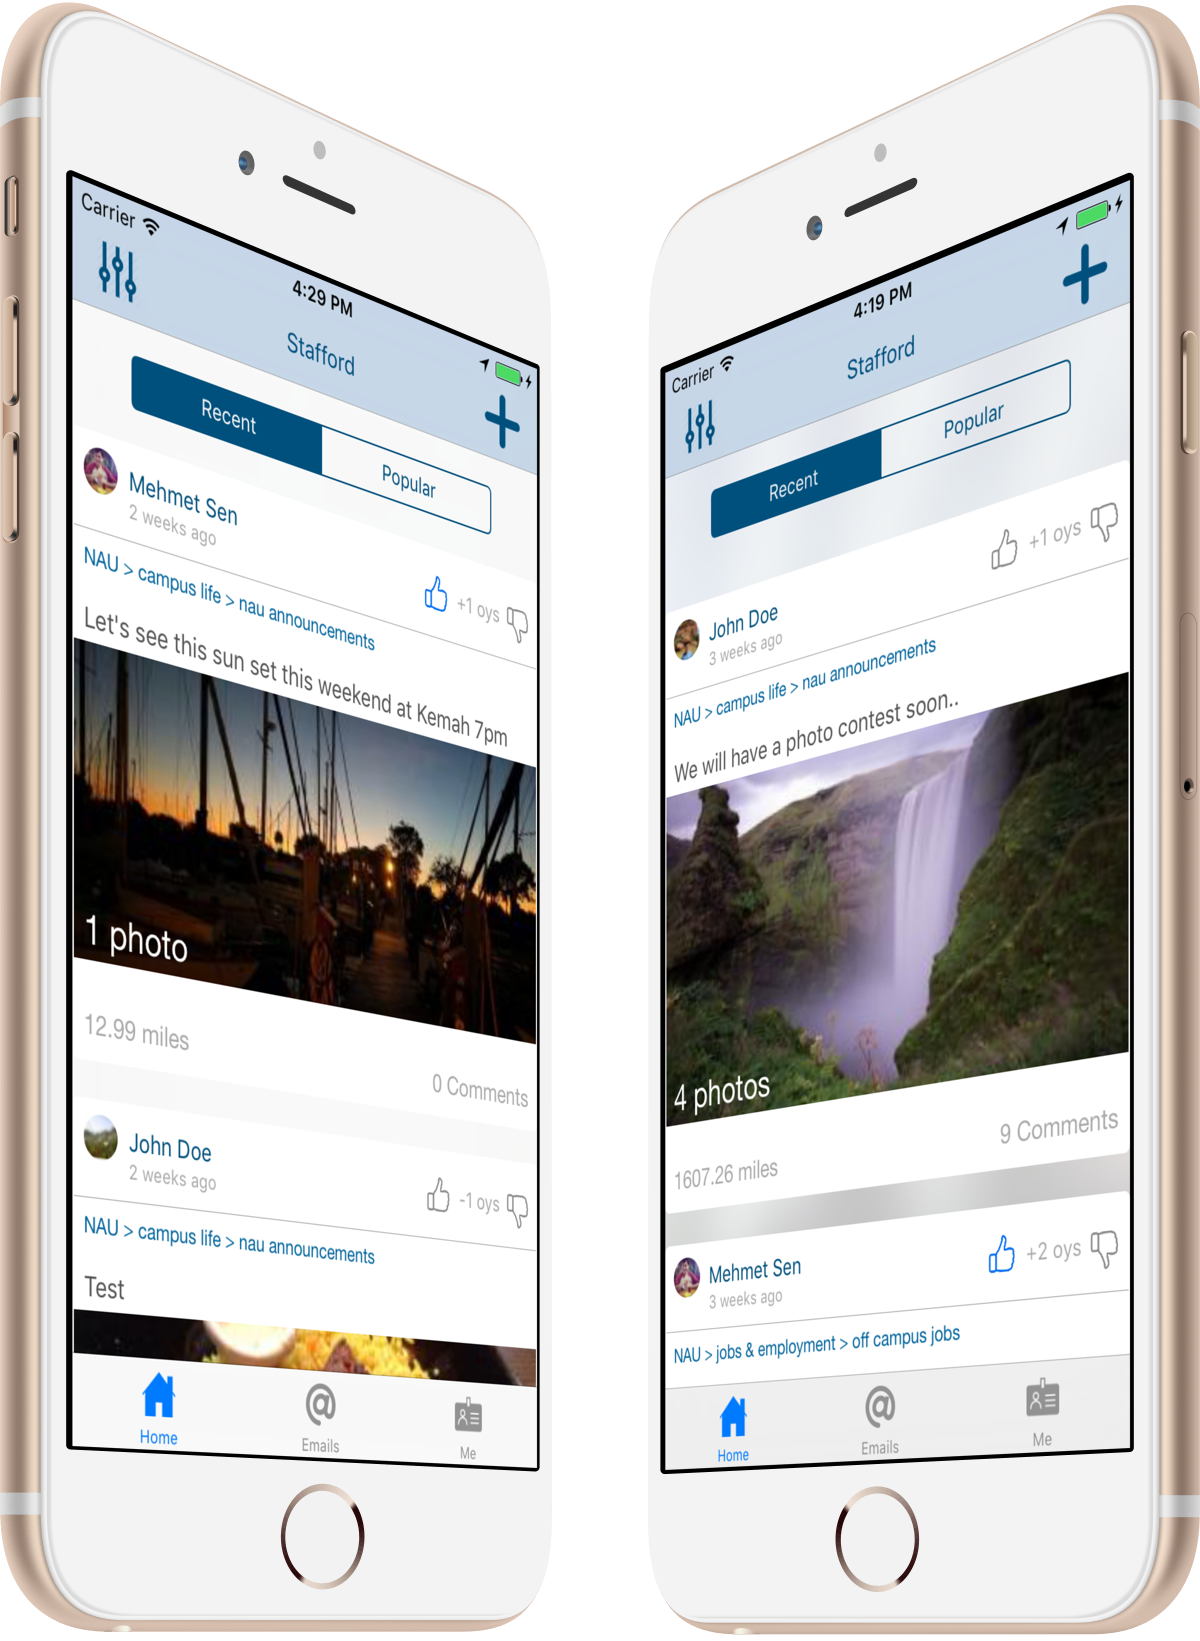 Carrier
4:29 PM
Stafford
Recent
Popular
Mehmet Sen
2 weeks ago
+1 oys
NAU > campus life > nau announcements
Let's see this sun set this weekend at Kemah 7pm
1 photo
12.99 miles
0 Comments
John Doe
2 weeks ago
-1 oys
NAU > campus life > nau announcements
Test
Home
Emails
Me
Carrier
4:19 PM
Stafford
Recent
Popular
John Doe
3 weeks ago
+1 oys
NAU > campus life > nau announcements
We will have a photo contest soon..
4 photos
1607.26 miles
9 Comments
Mehmet Sen
3 weeks ago
+2 oys
NAU > jobs & employment > off campus jobs
Home
Emails
Me